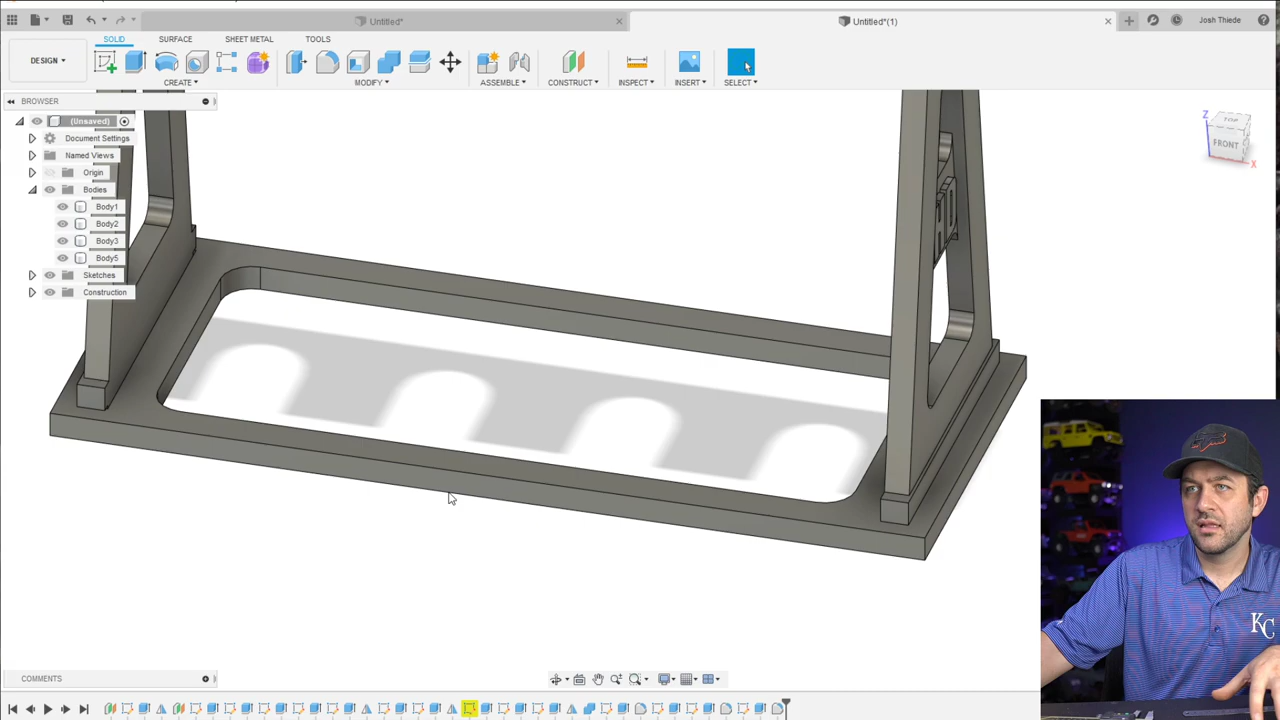 Untitled*
Untitled*(1)
Josh Thiede
DESIGN
SOLID
SURFACE
SHEET METAL
TOOLS
CREATE
MODIFY
ASSEMBLE
CONSTRUCT
INSPECT
INSERT
SELECT
BROWSER
(Unsaved)
Document Settings
Named Views
Origin
Bodies
Body1
Body2
Body3
Body5
Sketches
Construction
TOP
FRONT
Z
X
KC
COMMENTS